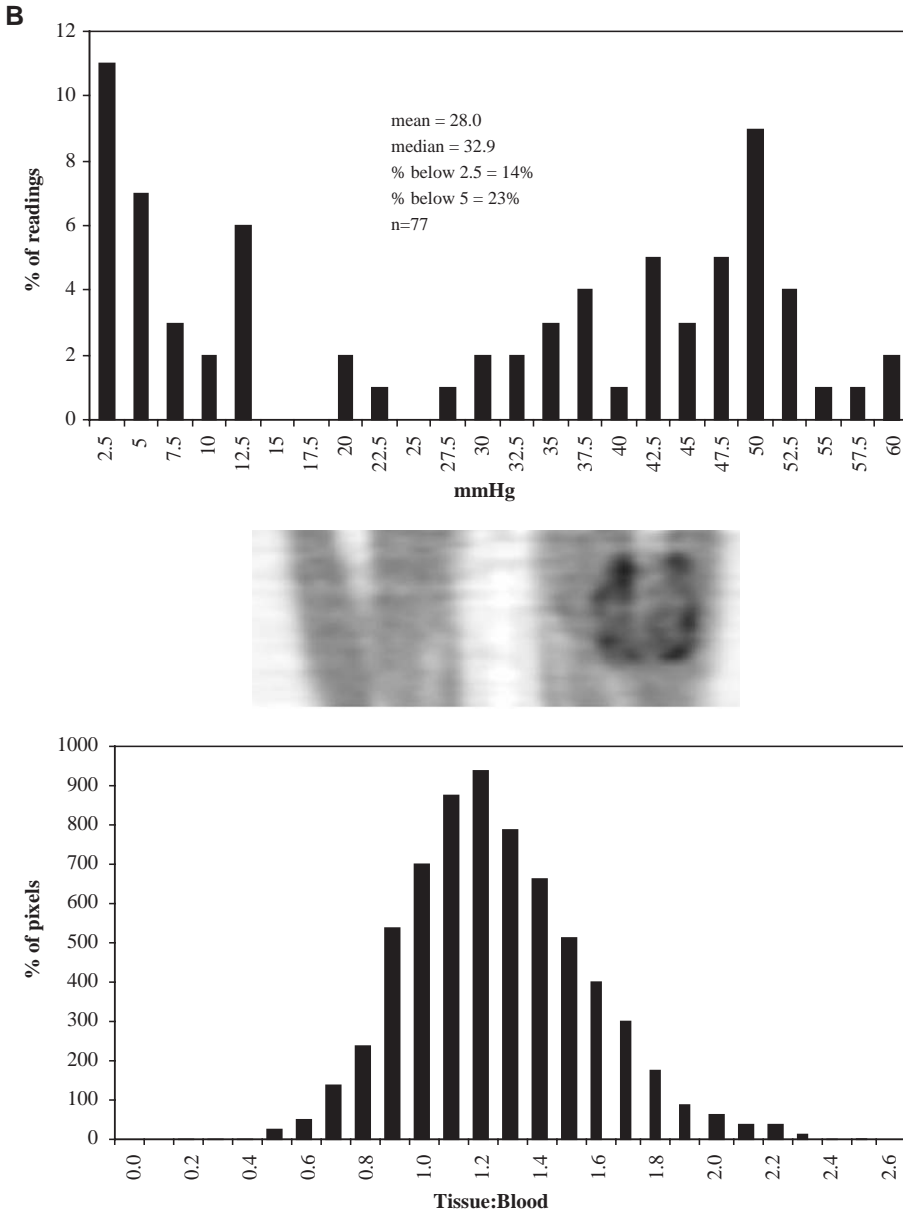 B
12
10
8
6
4
2
0
% of readings
mean = 28.0
median = 32.9
% below 2.5 = 14%
% below 5 = 23%
n=77
2.5 5 7.5 10 12.5 15 17.5 20 22.5 25 27.5 30 32.5 35 37.5 40 42.5 45 47.5 50 52.5 55 57.5 60
mmHg
1000
900
800
700
600
500
400
300
200
100
0
% of pixels
0.0 0.2 0.4 0.6 0.8 1.0 1.2 1.4 1.6 1.8 2.0 2.2 2.4 2.6
Tissue:Blood